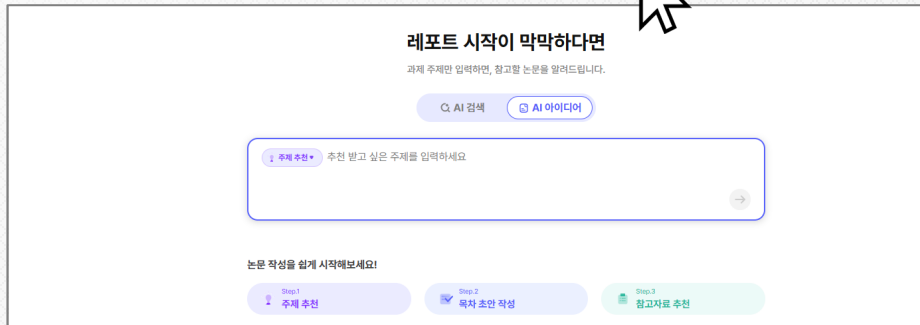 레포트 시작이 막막하다면
과제 주제만 입력하면, 참고할 논문을 알려드립니다.
AI 검색 AI 아이디어
주제 추천 추천 받고 싶은 주제를 입력하세요
논문 작성을 쉽게 시작해보세요!
Step.1 Step.2 Step.3
주제 추천 목차 초안 작성 참고자료 추천